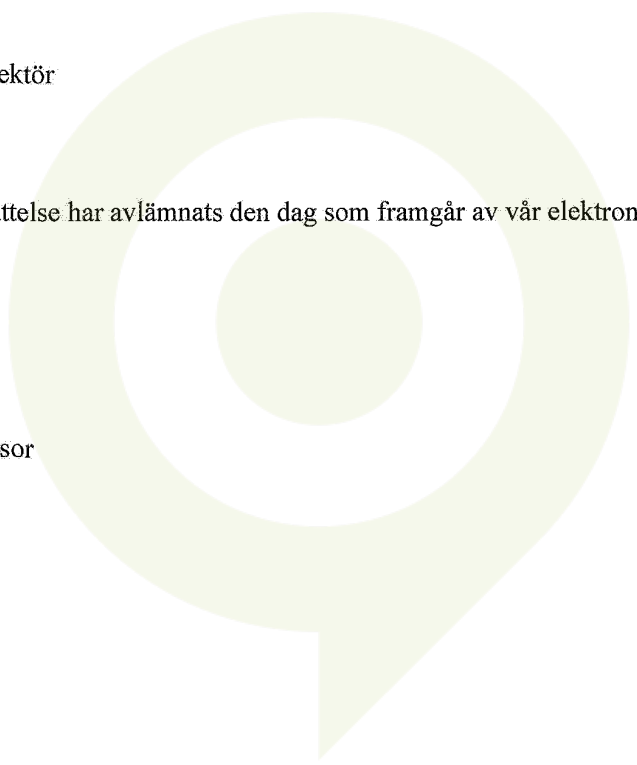 ektör
ttelse har avlämnats den dag som framgår av vår elektron
sor